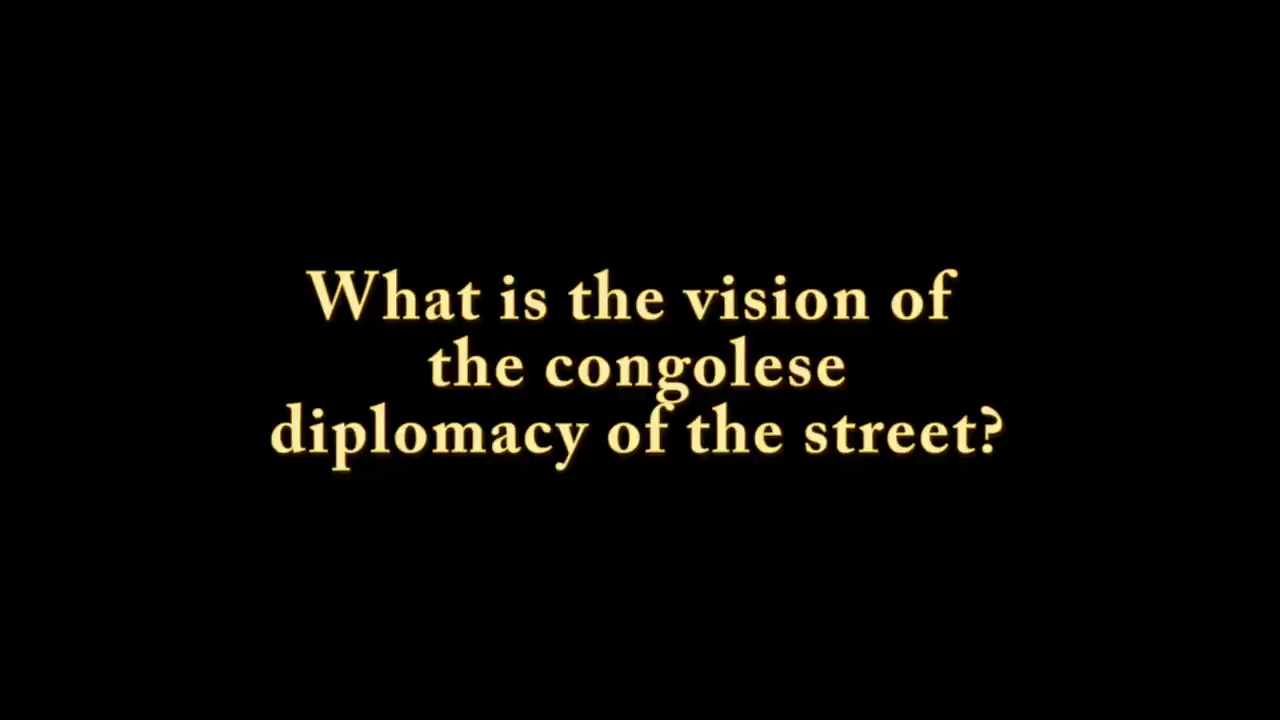 What is the vision of
the congolese
diplomacy of the street?